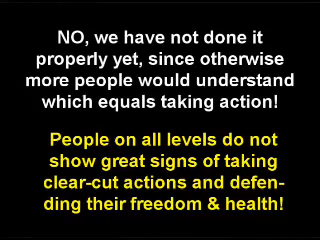 NO, we have not done it
properly yet, since otherwise
more people would understand
which equals taking action!
People on all levels do not
show great signs of taking
clear-cut actions and defen-
ding their freedom & health!